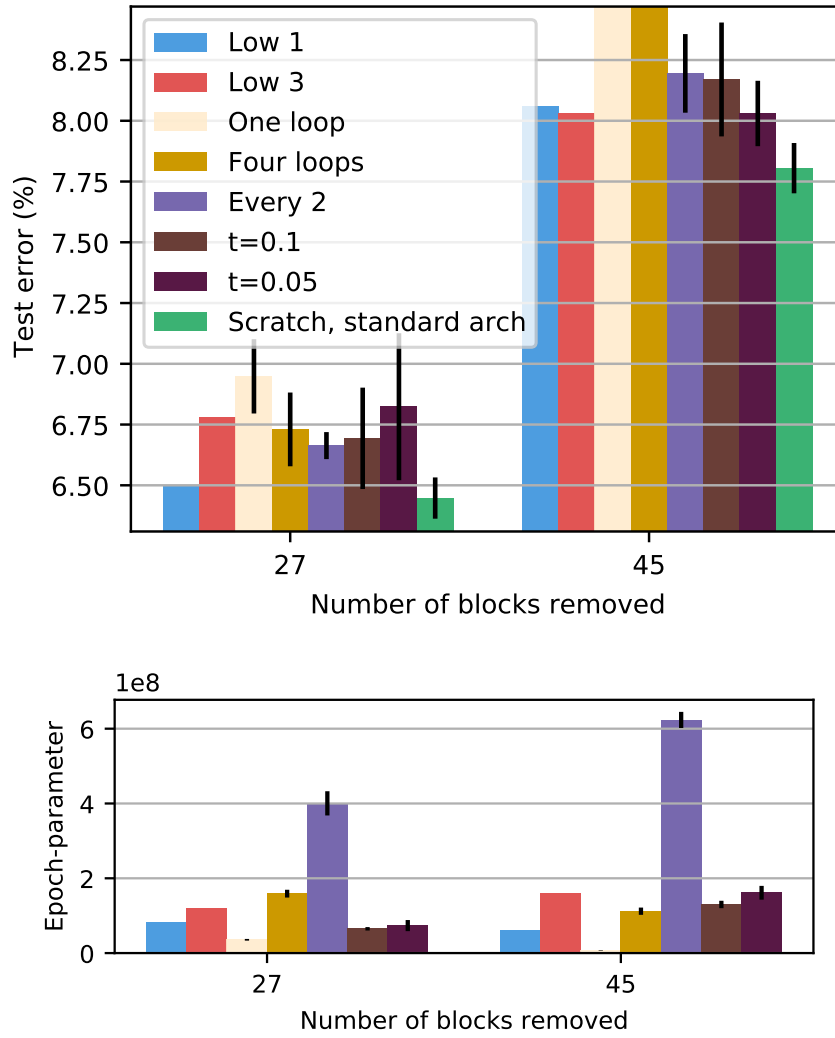 8.25
8.00
7.75
7.50
7.25
7.00
6.75
6.50
Test error (%)
Low 1
Low 3
One loop
Four loops
Every 2
t=0.1
t=0.05
Scratch, standard arch
27
45
Number of blocks removed
1e8
6
4
2
0
Epoch-parameter
27
45
Number of blocks removed